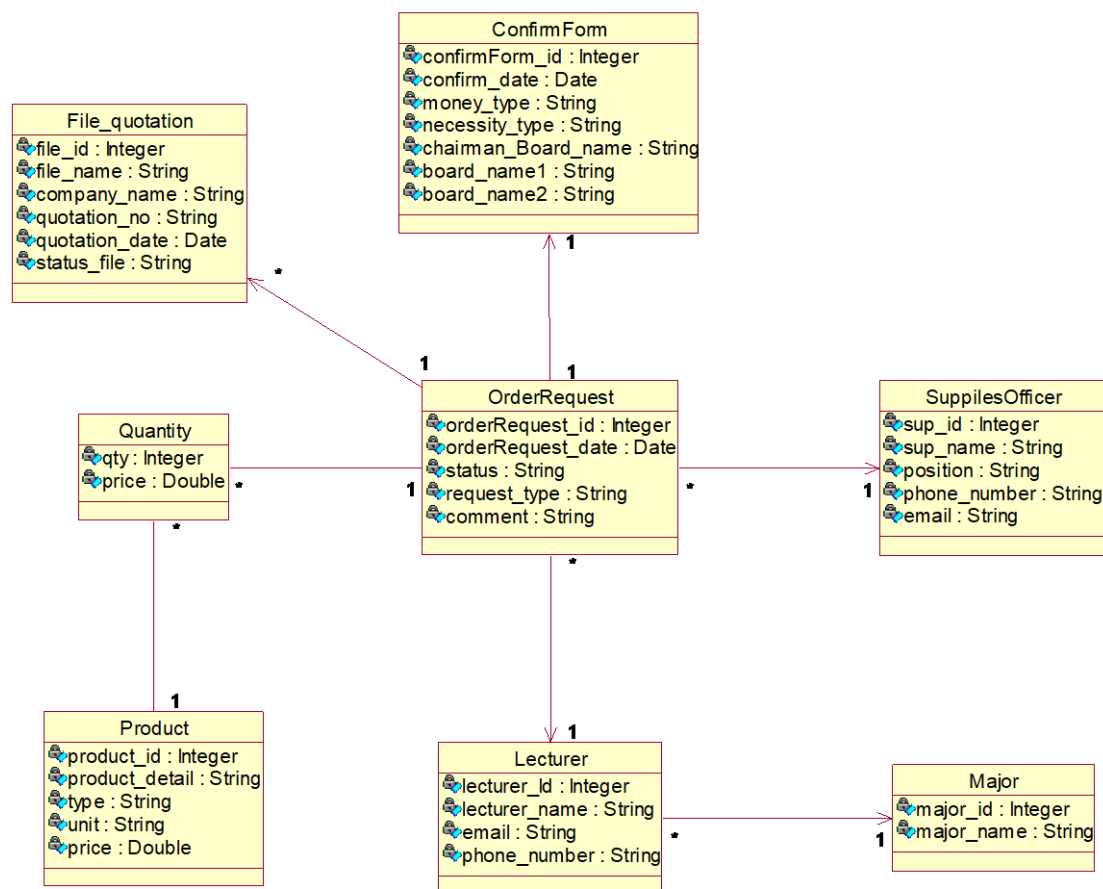 ConfirmForm
confirmForm_id : Integer
confirm_date : Date
money_type : String
necessity_type : String
chairman_Board_name : String
board_name1 : String
board_name2 : String
1
File_quotation
file_id : Integer
file_name : String
company_name : String
quotation_no : String
quotation_date : Date
status_file : String
*
1
1
OrderRequest
orderRequest_id : Integer
orderRequest_date : Date
status : String
request_type : String
comment : String
*
1
*
1
*
Quantity
qty : Integer
price : Double
*
SuppilesOfficer
sup_id : Integer
sup_name : String
position : String
phone_number : String
email : String
1
Product
product_id : Integer
product_detail : String
type : String
unit : String
price : Double
1
Lecturer
lecturer_Id : Integer
lecturer_name : String
email : String
phone_number : String
*
1
Major
major_id : Integer
major_name : String